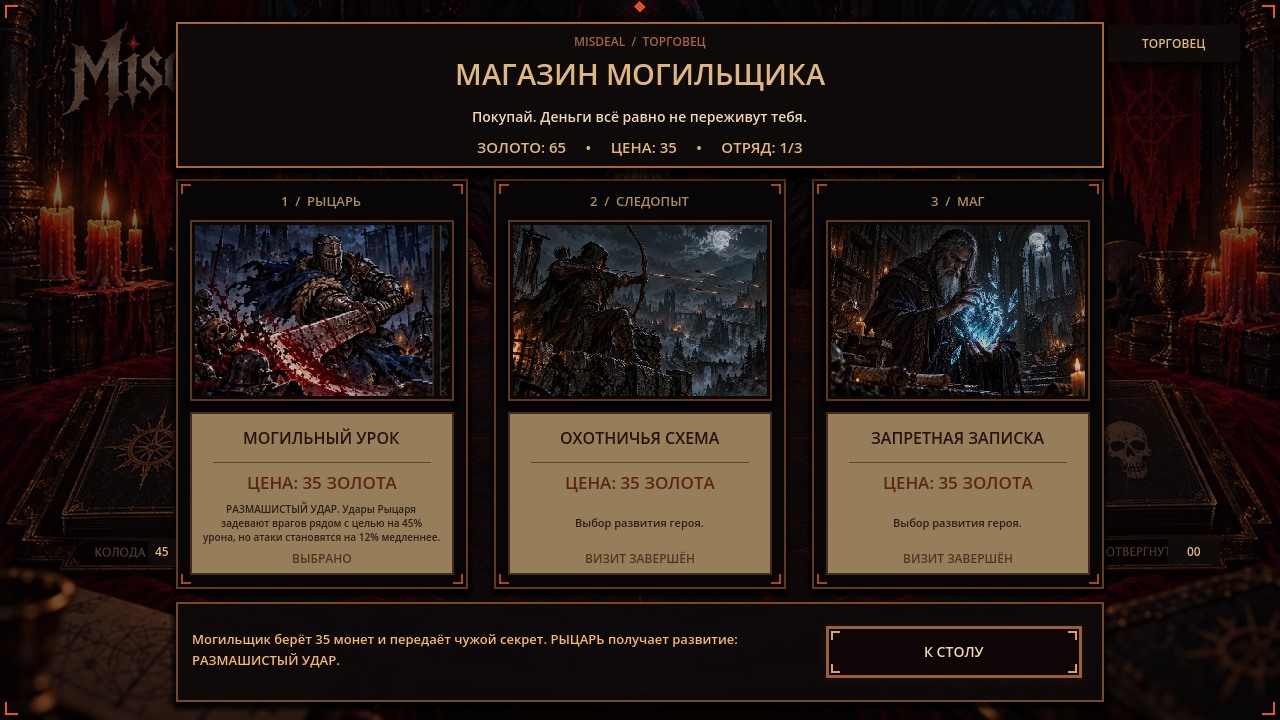 MISDEAL / ТОРГОВЕЦ
ТОРГОВЕЦ
МАГАЗИН МОГИЛЬЩИКА
Покупай. Деньги всё равно не переживут тебя.
ЗОЛОТО: 65 • ЦЕНА: 35 • ОТРЯД: 1/3
1 / РЫЦАРЬ
2 / СЛЕДОПЫТ
3 / МАГ
МОГИЛЬНЫЙ УРОК
ЦЕНА: 35 ЗОЛОТА
РАЗМАШИСТЫЙ УДАР. Удары Рыцаря
задевают врагов рядом с целью на 45%
урона, но атаки становятся на 12% медленнее.
ВЫБРАНО
ОХОТНИЧЬЯ СХЕМА
ЦЕНА: 35 ЗОЛОТА
Выбор развития героя.
ВИЗИТ ЗАВЕРШЁН
ЗАПРЕТНАЯ ЗАПИСКА
ЦЕНА: 35 ЗОЛОТА
Выбор развития героя.
ВИЗИТ ЗАВЕРШЁН
КОЛОДА 45
00
Могильщик берёт 35 монет и передаёт чужой секрет. РЫЦАРЬ получает развитие:
РАЗМАШИСТЫЙ УДАР.
К СТОЛУ